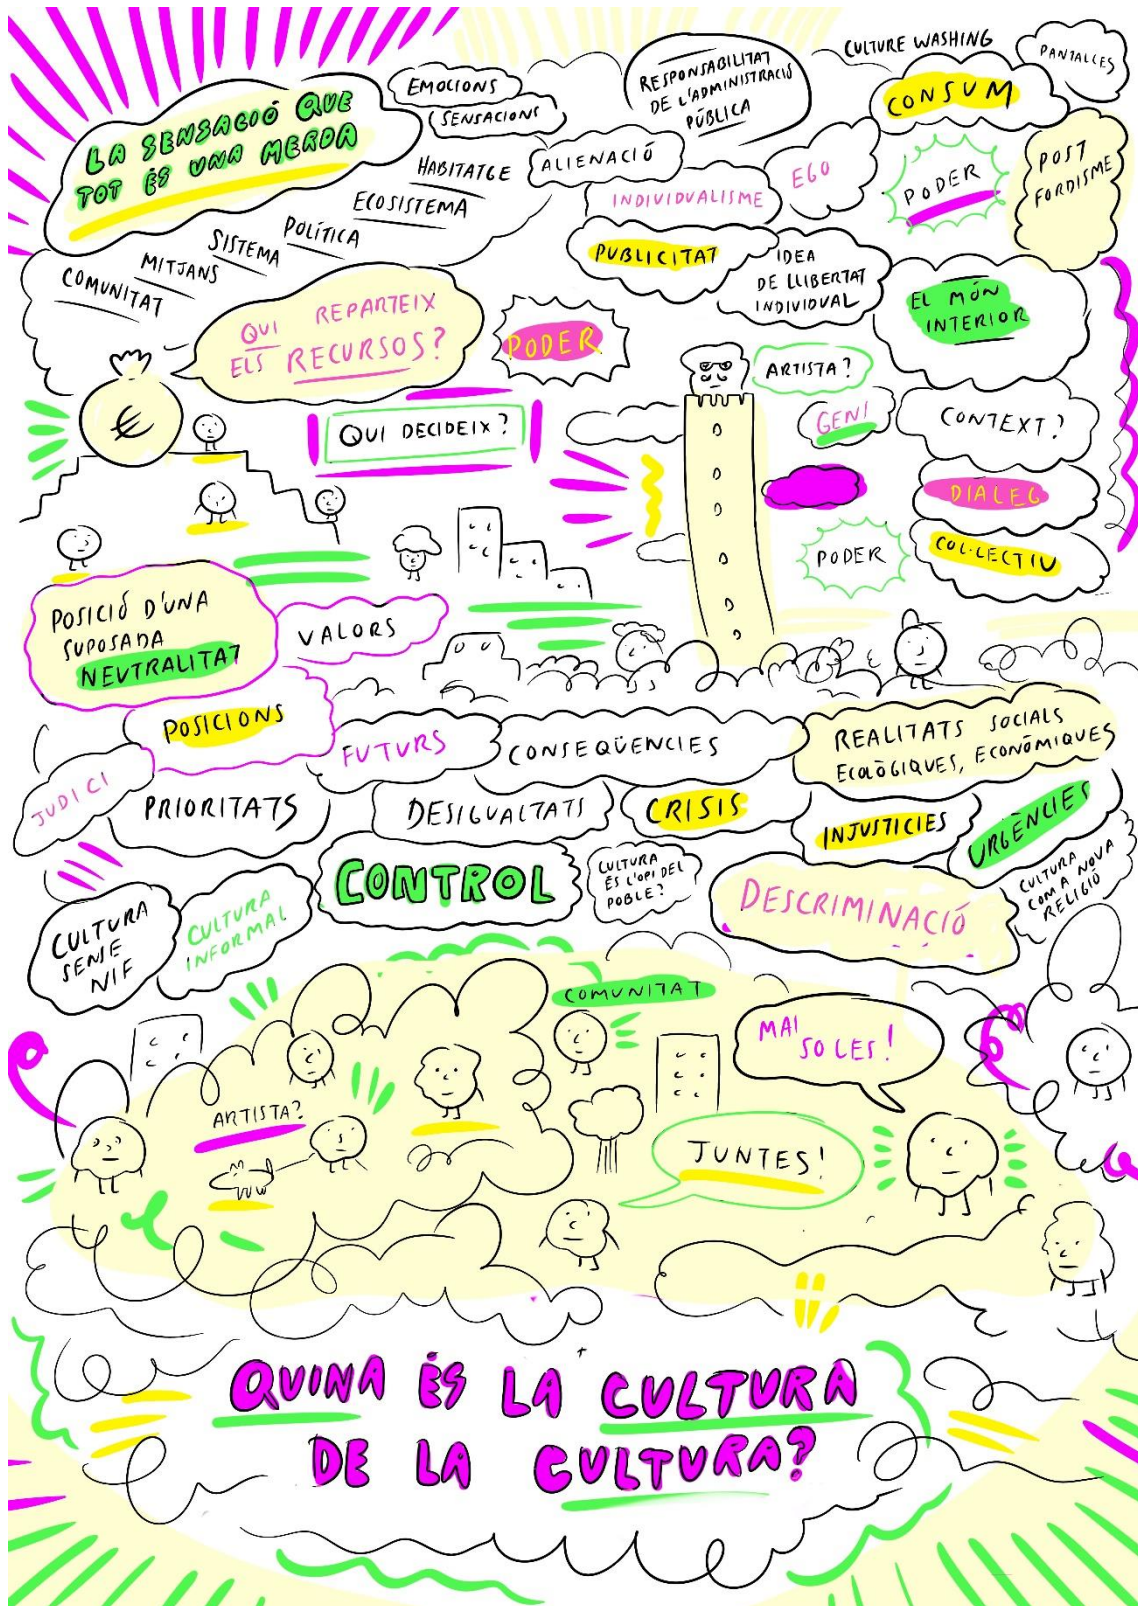 LA SENSACIÓ QUE
TOT ÉS UNA MERDA
EMOCIONS
SENSACIONS
RESPONSABILITAT
DE L'ADMINISTRACIÓ
PÚBLICA
CULTURE WASHING
PANTALLES
CONSUM
HABITATGE
ECOSISTEMA
POLÍTICA
SISTEMA
MITJANS
COMUNITAT
ALIENACIÓ
INDIVIDUALISME
EGO
PODER
POST
FORDISME
PUBLICITAT
IDEA
DE LLIBERTAT
INDIVIDUAL
EL MÓN
INTERIOR
QUI REPARTEIX
ELS RECURSOS?
PODER
€
QUI DECIDEIX?
ARTISTA?
GENI
CONTEXT?
DIÀLEG
PODER
COL·LECTIU
POSICIÓ D'UNA
SUPOSADA
NEUTRALITAT
VALORS
POSICIONS
JUDICI
PRIORITATS
FUTURS
CONSEQÜENCIES
REALITATS SOCIALS
ECOLÒGIQUES, ECONÒMIQUES
DESIGUALTATS
CRISIS
INJUSTICIES
URGÈNCIES
CULTURA
SENSE
NIF
CULTURA
INFORMAL
CONTROL
CULTURA
ÉS L'OPI DEL
POBLE?
DESCRIMINACIÓ
CULTURA
COM A NOVA
RELIGIÓ
COMUNITAT
MAI
SOLES!
ARTISTA?
JUNTES!
QUINA ÉS LA CULTURA
DE LA CULTURA?